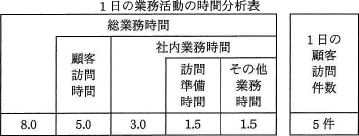 1日の業務活動の時間分析表
総業務時間
社内業務時間
顧客訪問時間
訪問準備時間
その他業務時間
8.0 5.0 3.0 1.5 1.5
1日の顧客訪問件数
5件